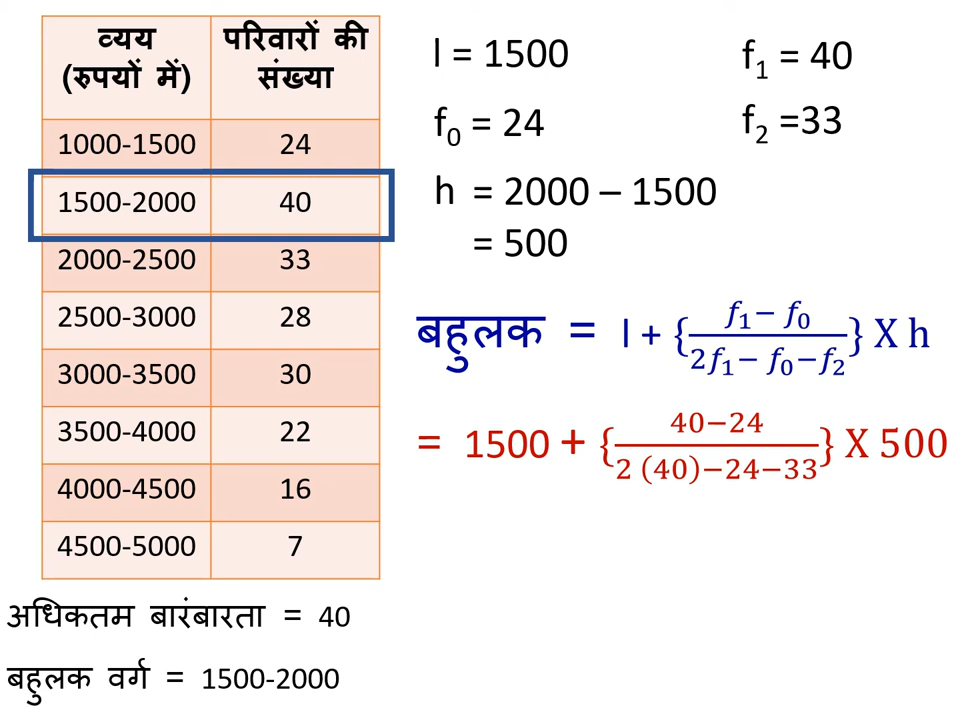 व्यय (रुपयों में) परिवारों की संख्या
1000-1500 24
1500-2000 40
2000-2500 33
2500-3000 28
3000-3500 30
3500-4000 22
4000-4500 16
4500-5000 7
अधिकतम बारंबारता = 40
बहुलक वर्ग = 1500-2000
l = 1500 f₁ = 40
f₀ = 24 f₂ =33
h = 2000 – 1500
= 500
बहुलक = l + {(f₁− f₀)/(2f₁− f₀−f₂)} X h
= 1500 + {(40−24)/(2 (40)−24−33)} X 500